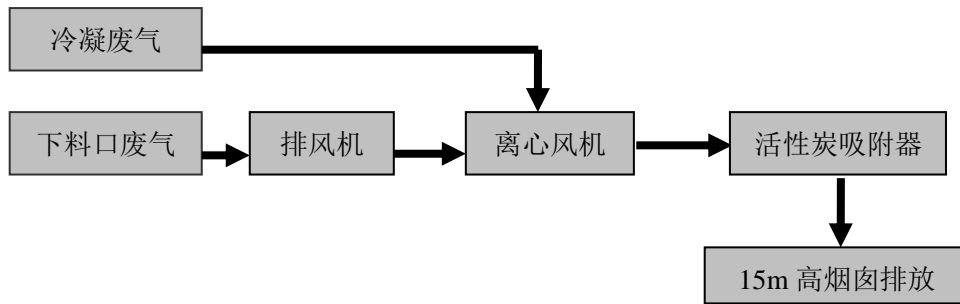 冷凝废气
下料口废气
排风机
离心风机
活性炭吸附器
15m 高烟囱排放